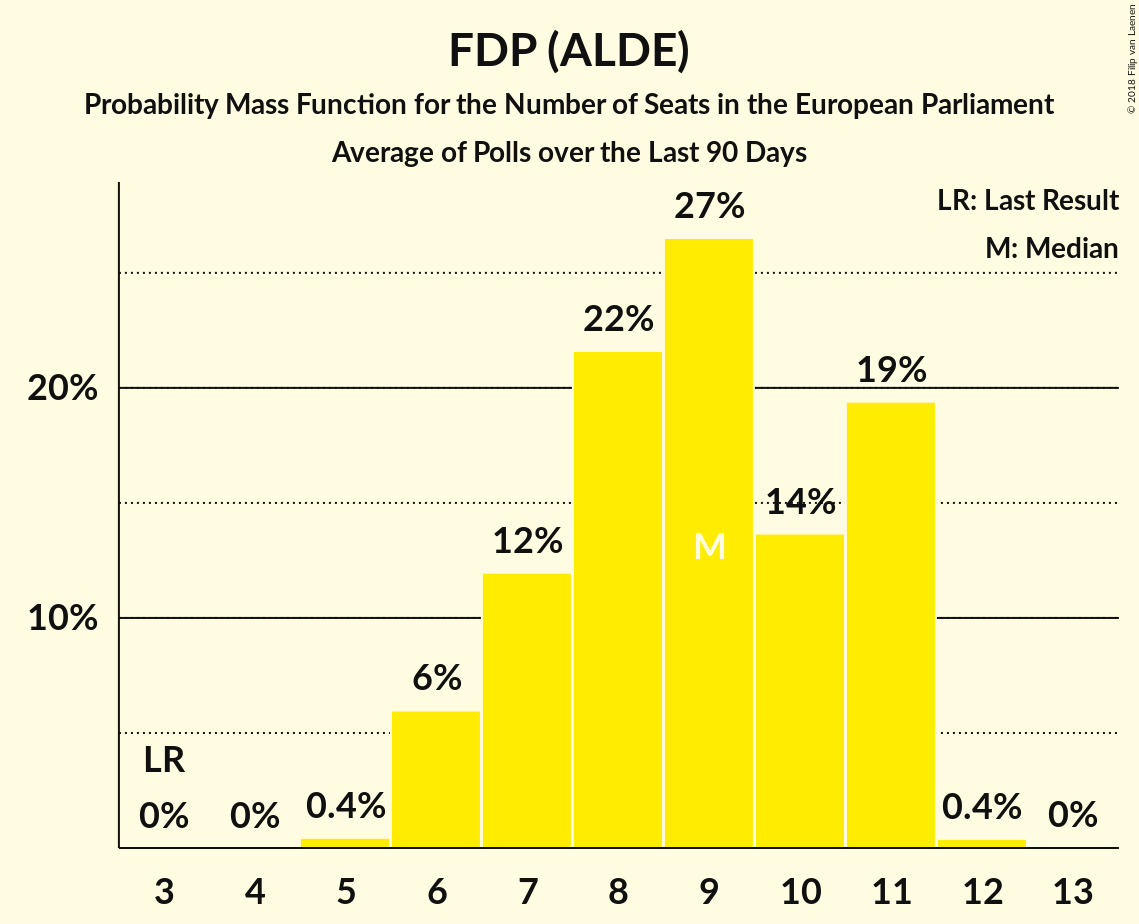 FDP (ALDE)
Probability Mass Function for the Number of Seats in the European Parliament
Average of Polls over the Last 90 Days
© 2018 Filip van Laenen
LR: Last Result
M: Median
27%
22%
19%
14%
12%
6%
0.4%
0.4%
0%
0%
0%
LR
M
20%
10%
3 4 5 6 7 8 9 10 11 12 13